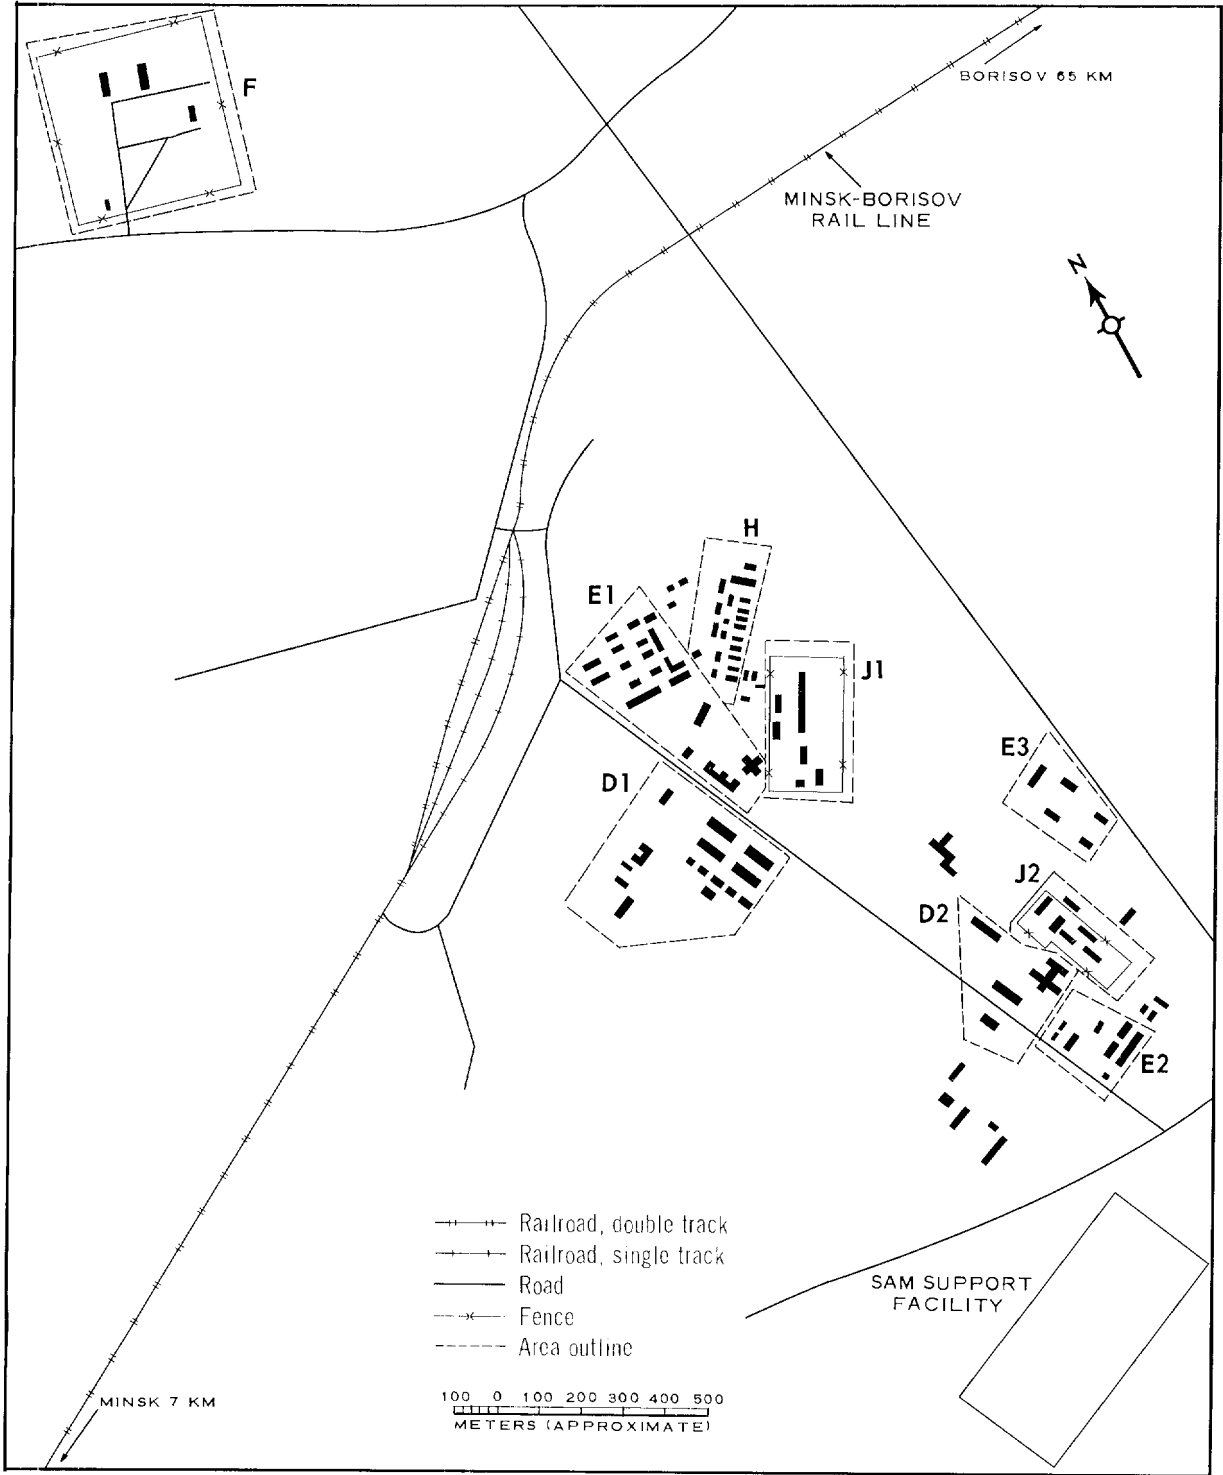 F
BORISOV 65 KM
MINSK-BORISOV
RAIL LINE
N
H
E1
J1
E3
D1
J2
D2
E2
Railroad, double track
Railroad, single track
Road
Fence
Area outline
SAM SUPPORT
FACILITY
MINSK 7 KM
100 0 100 200 300 400 500
METERS (APPROXIMATE)